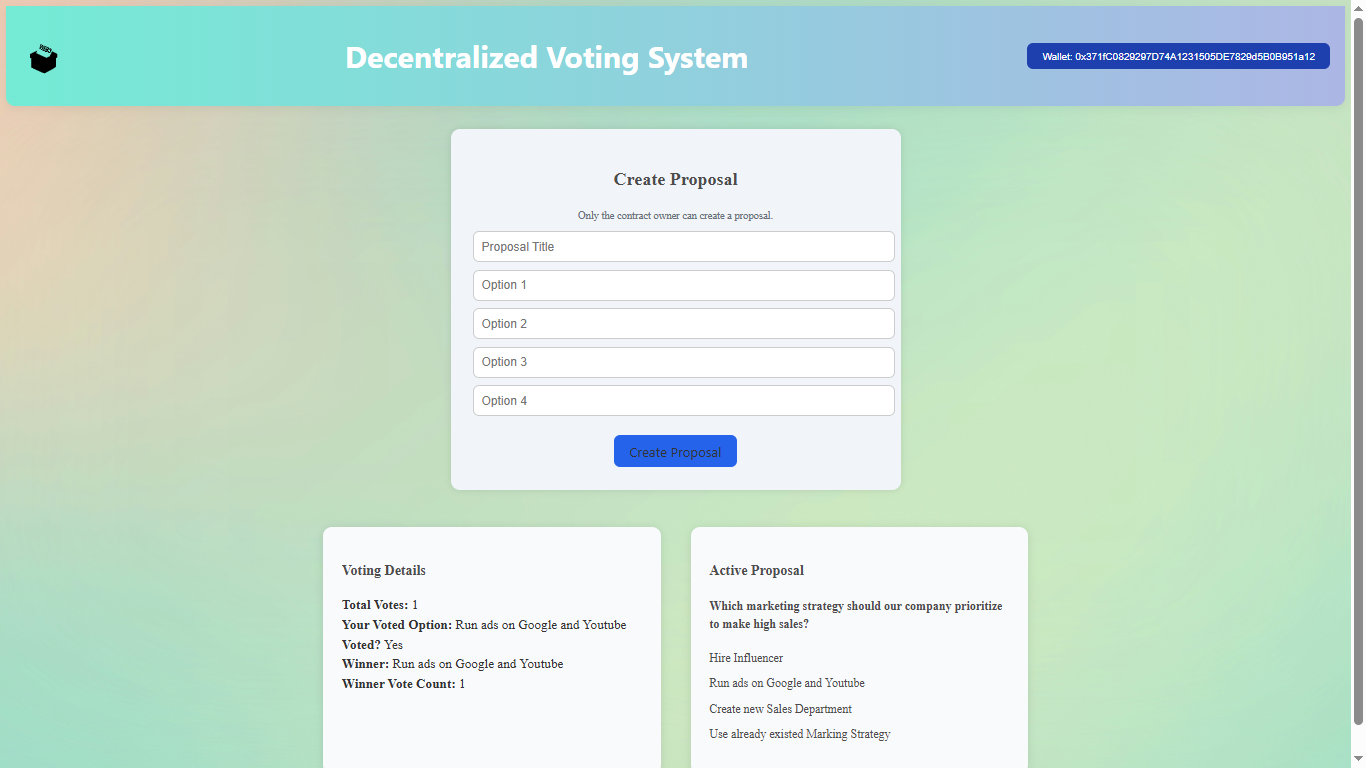 Decentralized Voting System
Wallet: 0x371fC0829297D74A1231505DE7829d5B0B951a12
Create Proposal
Only the contract owner can create a proposal.
Proposal Title
Option 1
Option 2
Option 3
Option 4
Create Proposal
Voting Details
Total Votes: 1
Your Voted Option: Run ads on Google and Youtube
Voted? Yes
Winner: Run ads on Google and Youtube
Winner Vote Count: 1
Active Proposal
Which marketing strategy should our company prioritize
to make high sales?
Hire Influencer
Run ads on Google and Youtube
Create new Sales Department
Use already existed Marking Strategy